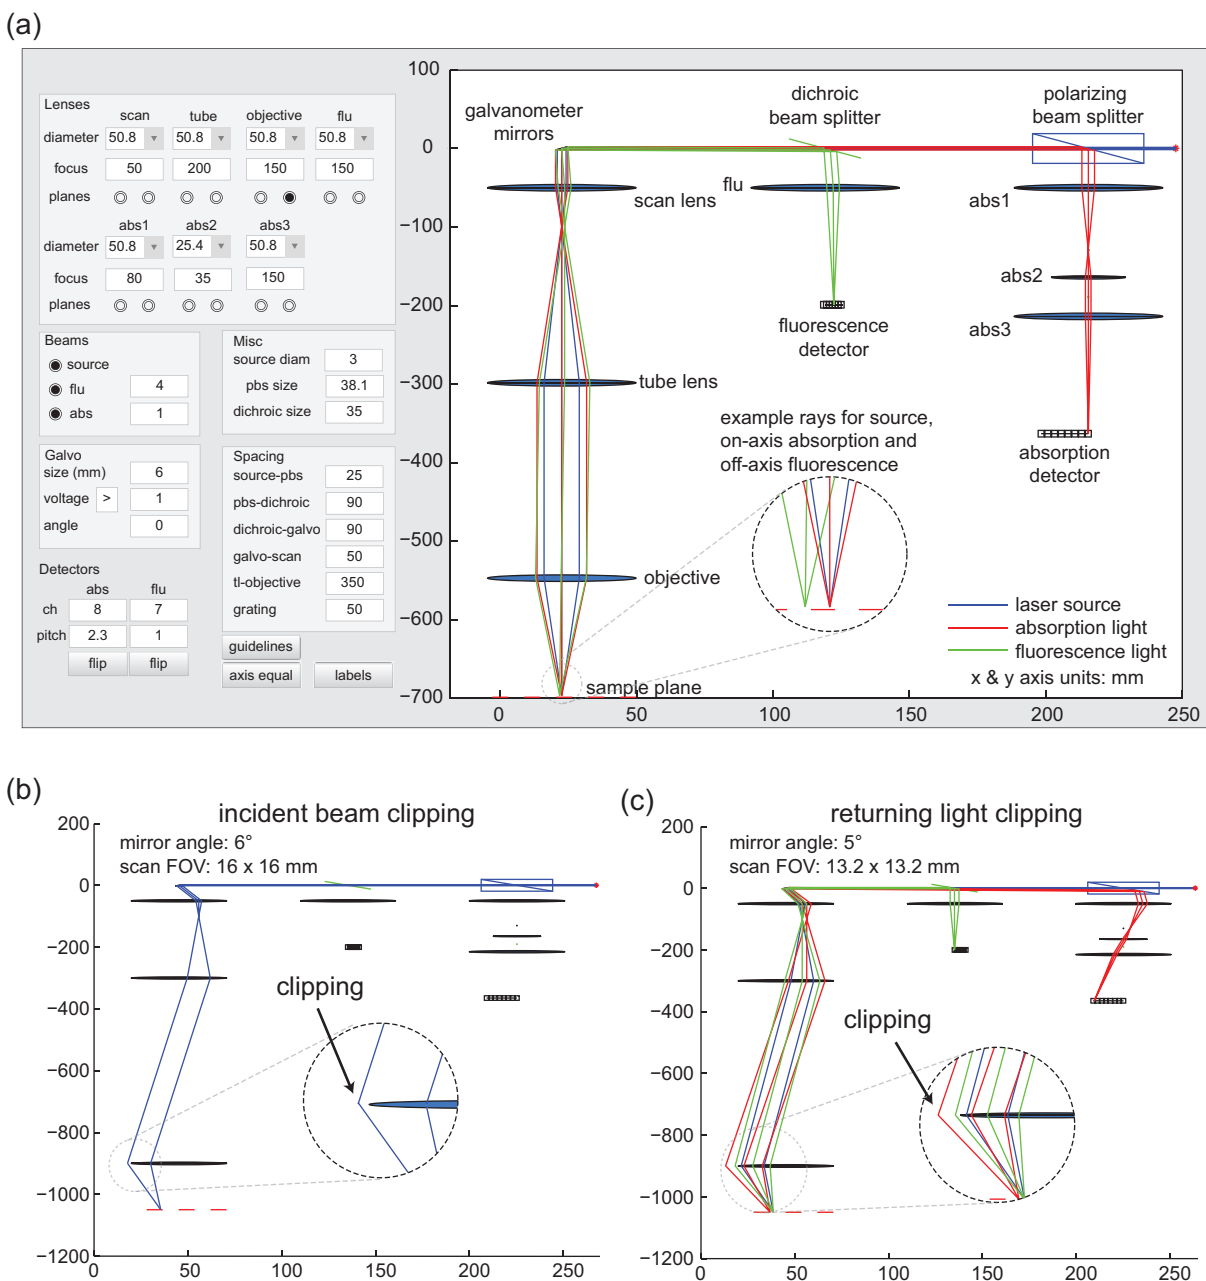 (a)
Lenses
scan tube objective flu
diameter 50.8 50.8 50.8 50.8
focus 50 200 150 150
planes
abs1 abs2 abs3
diameter 50.8 25.4 50.8
focus 80 35 150
planes
Beams
source
flu 4
abs 1
Misc
source diam 3
pbs size 38.1
dichroic size 35
Galvo
size (mm) 6
voltage > 1
angle 0
Spacing
source-pbs 25
pbs-dichroic 90
dichroic-galvo 90
galvo-scan 50
tl-objective 350
grating 50
Detectors
abs flu
ch 8 7
pitch 2.3 1
flip flip
guidelines
axis equal labels
100
0
−100
−200
−300
−400
−500
−600
−700
0 50 100 150 200 250
galvanometer
mirrors
dichroic
beam splitter
polarizing
beam splitter
scan lens
flu
abs1
abs2
abs3
fluorescence
detector
tube lens
absorption
detector
example rays for source,
on-axis absorption and
off-axis fluorescence
objective
sample plane
laser source
absorption light
fluorescence light
x & y axis units: mm
(b)
incident beam clipping
mirror angle: 6°
scan FOV: 16 x 16 mm
clipping
200
0
−200
−400
−600
−800
−1000
−1200
0 50 100 150 200 250
(c)
returning light clipping
mirror angle: 5°
scan FOV: 13.2 x 13.2 mm
clipping
200
0
−200
−400
−600
−800
−1000
−1200
0 50 100 150 200 250